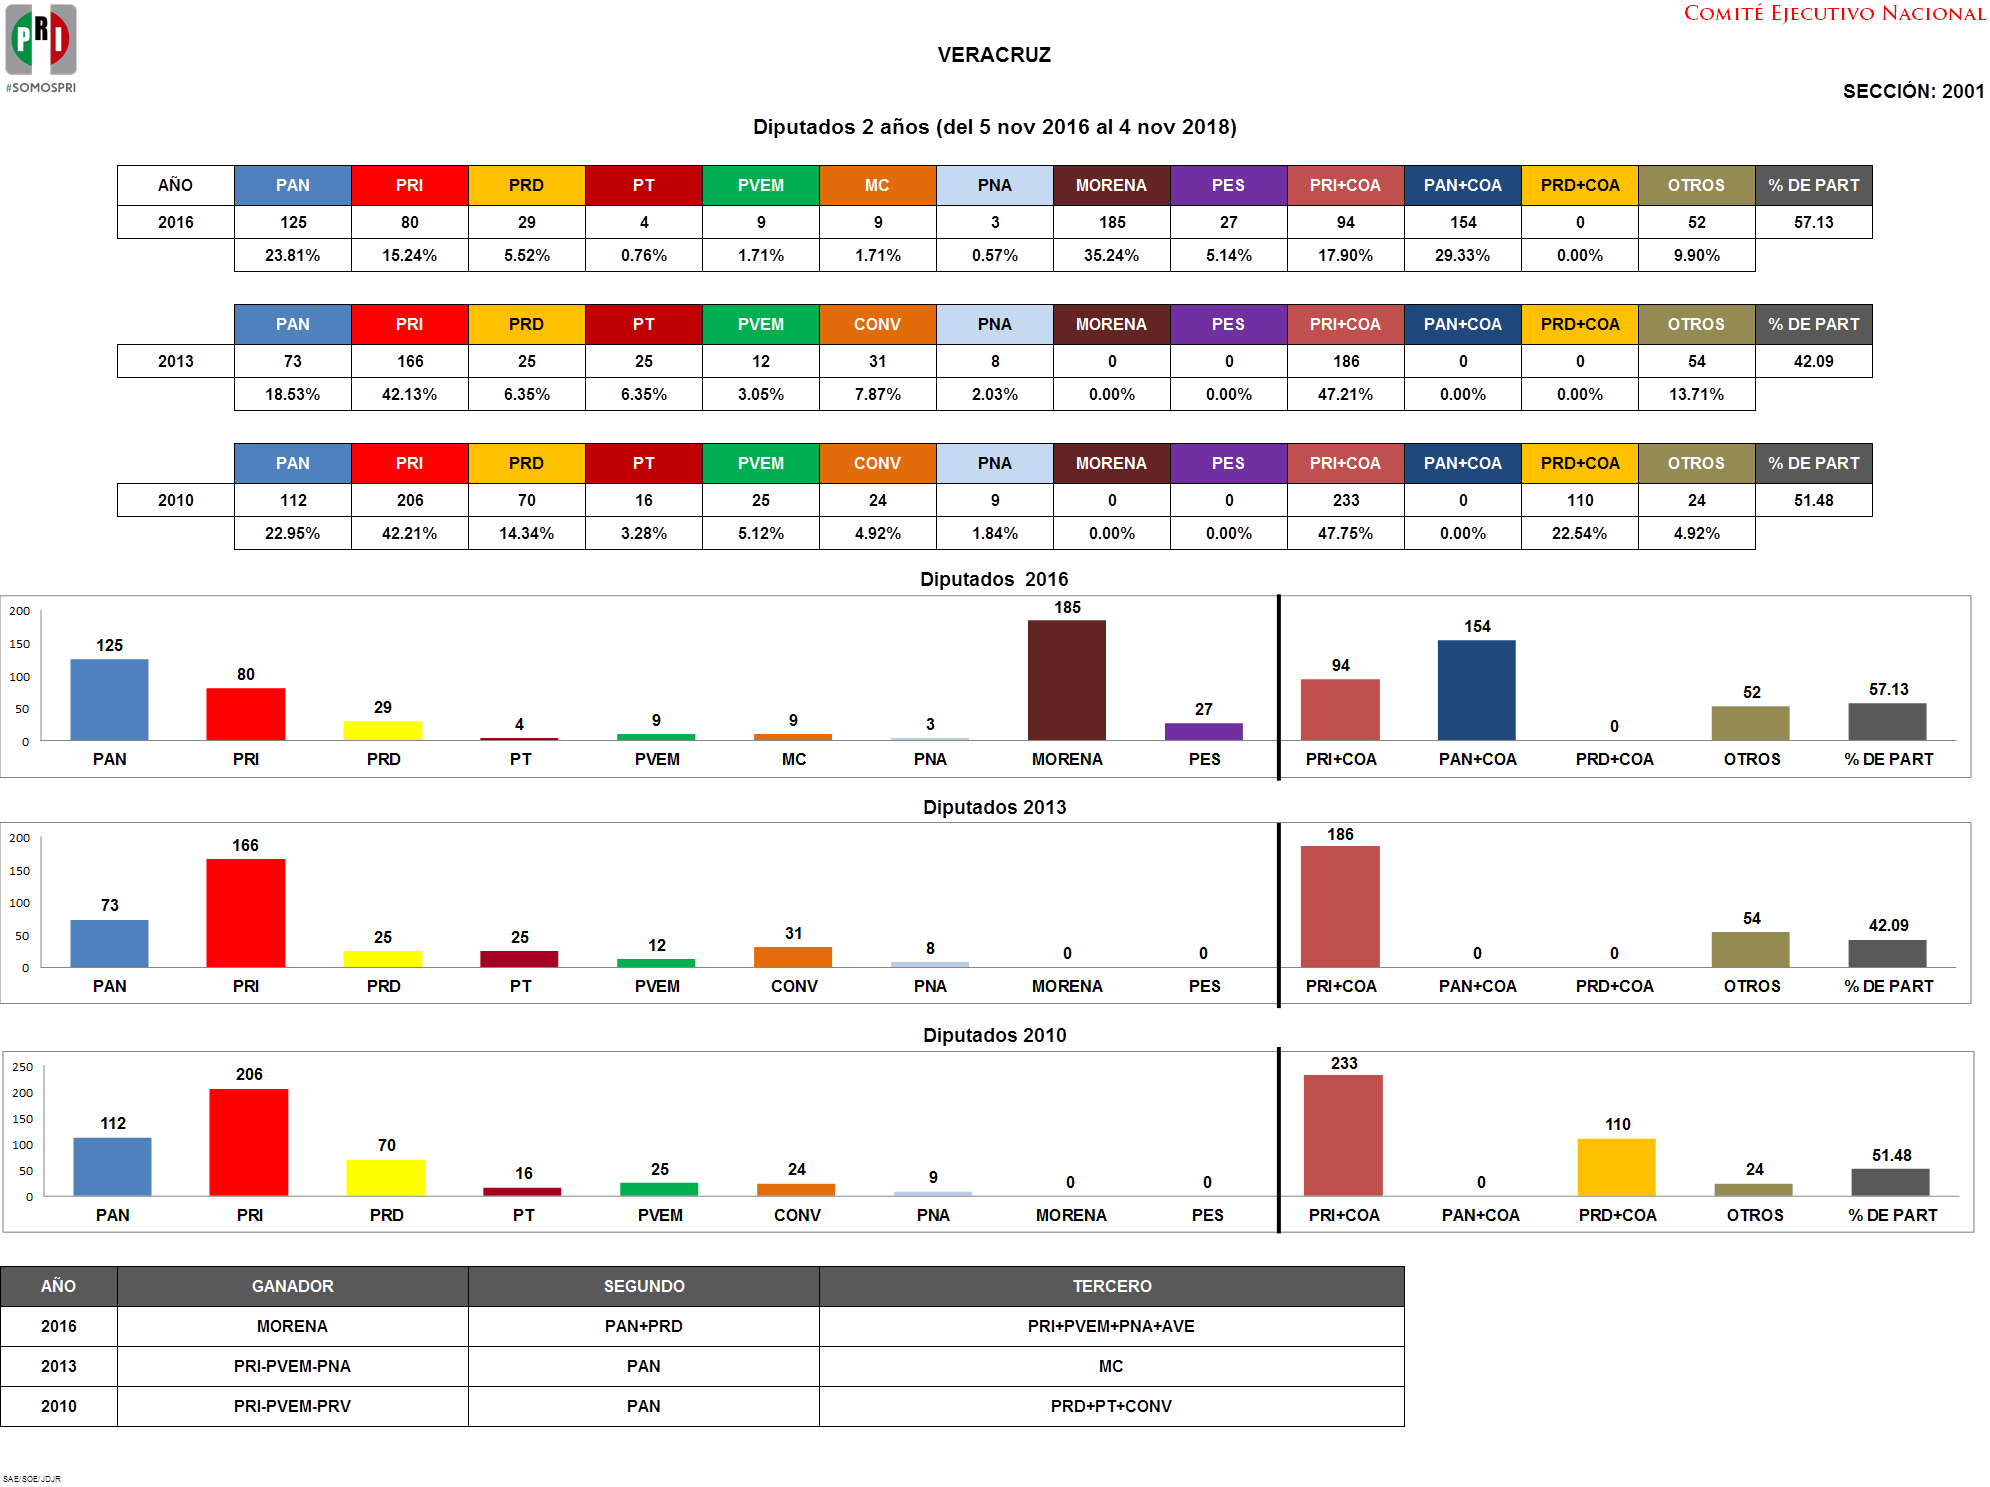 PRI
#SOMOSPRI
COMITÉ EJECUTIVO NACIONAL
VERACRUZ
SECCIÓN: 2001
Diputados 2 años (del 5 nov 2016 al 4 nov 2018)
AÑO PAN PRI PRD PT PVEM MC PNA MORENA PES PRI+COA PAN+COA PRD+COA OTROS % DE PART
2016 125 80 29 4 9 9 3 185 27 94 154 0 52 57.13
23.81% 15.24% 5.52% 0.76% 1.71% 1.71% 0.57% 35.24% 5.14% 17.90% 29.33% 0.00% 9.90%
PAN PRI PRD PT PVEM CONV PNA MORENA PES PRI+COA PAN+COA PRD+COA OTROS % DE PART
2013 73 166 25 25 12 31 8 0 0 186 0 0 54 42.09
18.53% 42.13% 6.35% 6.35% 3.05% 7.87% 2.03% 0.00% 0.00% 47.21% 0.00% 0.00% 13.71%
PAN PRI PRD PT PVEM CONV PNA MORENA PES PRI+COA PAN+COA PRD+COA OTROS % DE PART
2010 112 206 70 16 25 24 9 0 0 233 0 110 24 51.48
22.95% 42.21% 14.34% 3.28% 5.12% 4.92% 1.84% 0.00% 0.00% 47.75% 0.00% 22.54% 4.92%
Diputados  2016
200
150
100
50
0
125 80 29 4 9 9 3 185 27 94 154 0 52 57.13
PAN PRI PRD PT PVEM MC PNA MORENA PES PRI+COA PAN+COA PRD+COA OTROS % DE PART
Diputados 2013
200
150
100
50
0
73 166 25 25 12 31 8 0 0 186 0 0 54 42.09
PAN PRI PRD PT PVEM CONV PNA MORENA PES PRI+COA PAN+COA PRD+COA OTROS % DE PART
Diputados 2010
250
200
150
100
50
0
112 206 70 16 25 24 9 0 0 233 0 110 24 51.48
PAN PRI PRD PT PVEM CONV PNA MORENA PES PRI+COA PAN+COA PRD+COA OTROS % DE PART
AÑO GANADOR SEGUNDO TERCERO
2016 MORENA PAN+PRD PRI+PVEM+PNA+AVE
2013 PRI-PVEM-PNA PAN MC
2010 PRI-PVEM-PRV PAN PRD+PT+CONV
SAE/SOE/JDJR